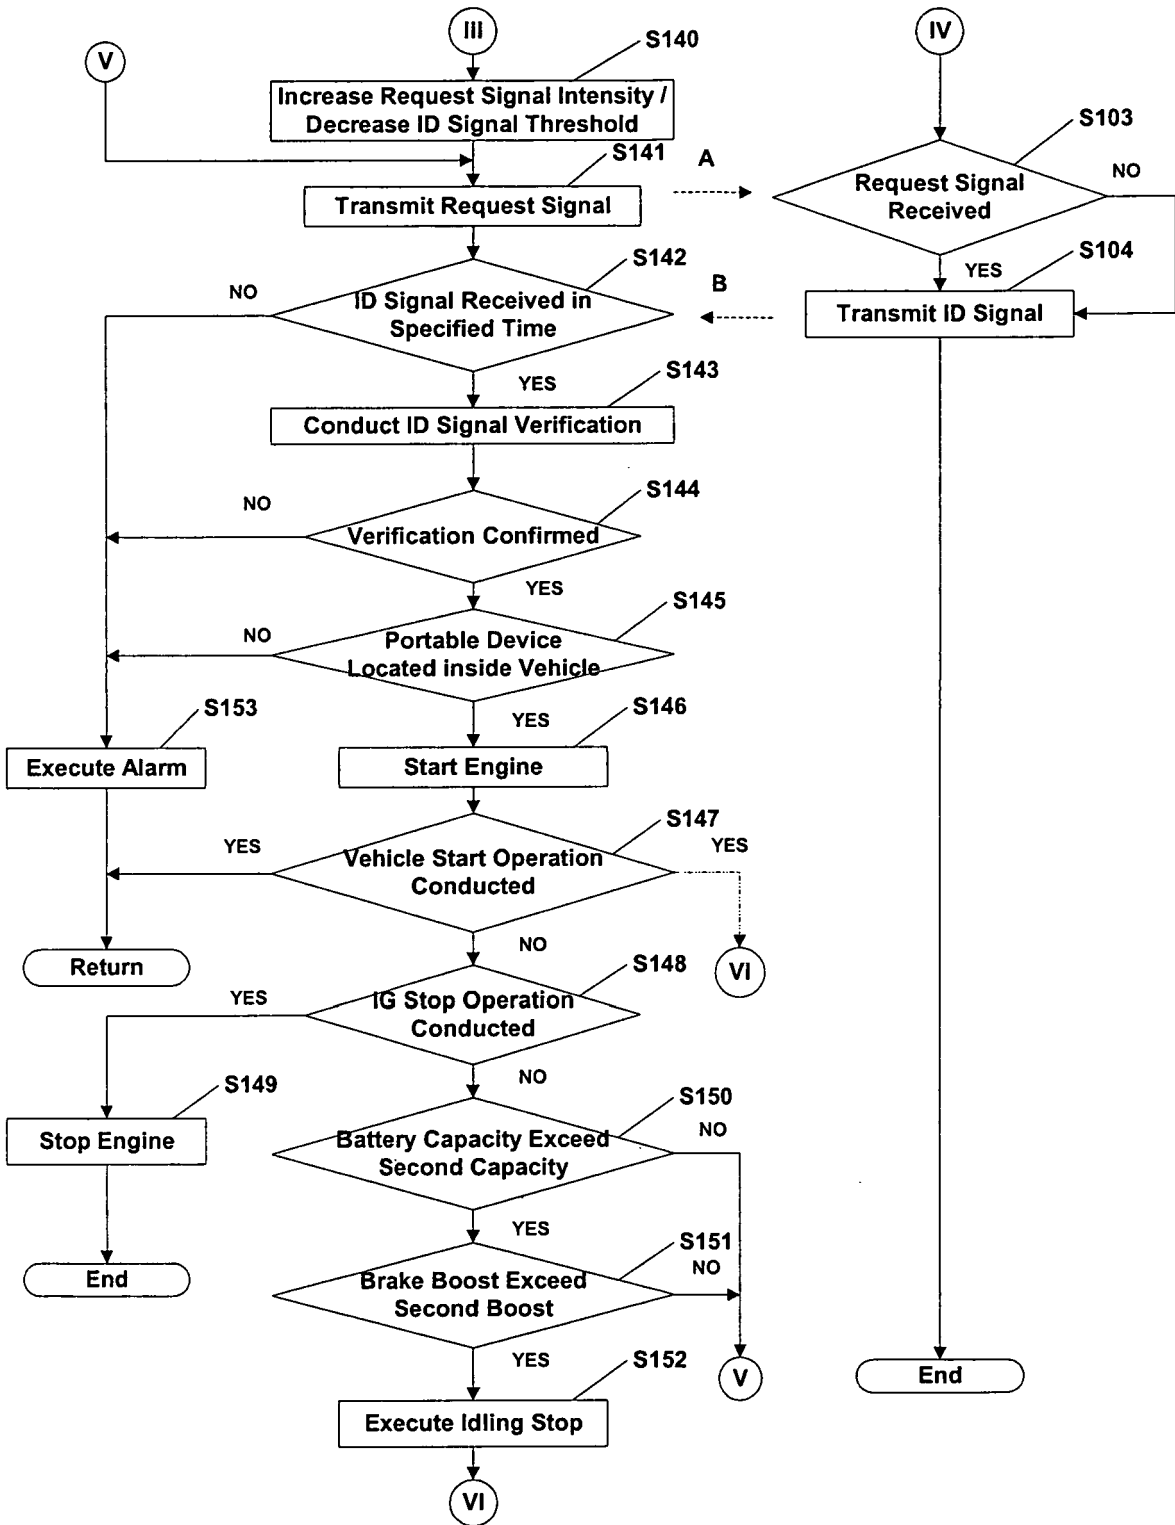 III
IV
V
S140
Increase Request Signal Intensity /
Decrease ID Signal Threshold
S103
S141
A
Request Signal
Received
NO
Transmit Request Signal
S142
S104
YES
NO
B
ID Signal Received in
Specified Time
Transmit ID Signal
YES
S143
Conduct ID Signal Verification
S144
NO
Verification Confirmed
YES
S145
NO
Portable Device
Located inside Vehicle
S153
YES
S146
Execute Alarm
Start Engine
S147
YES
YES
Vehicle Start Operation
Conducted
NO
Return
VI
S148
YES
IG Stop Operation
Conducted
NO
S149
S150
Stop Engine
Battery Capacity Exceed
Second Capacity
NO
YES
S151
End
Brake Boost Exceed
Second Boost
NO
YES
S152
V
End
Execute Idling Stop
VI